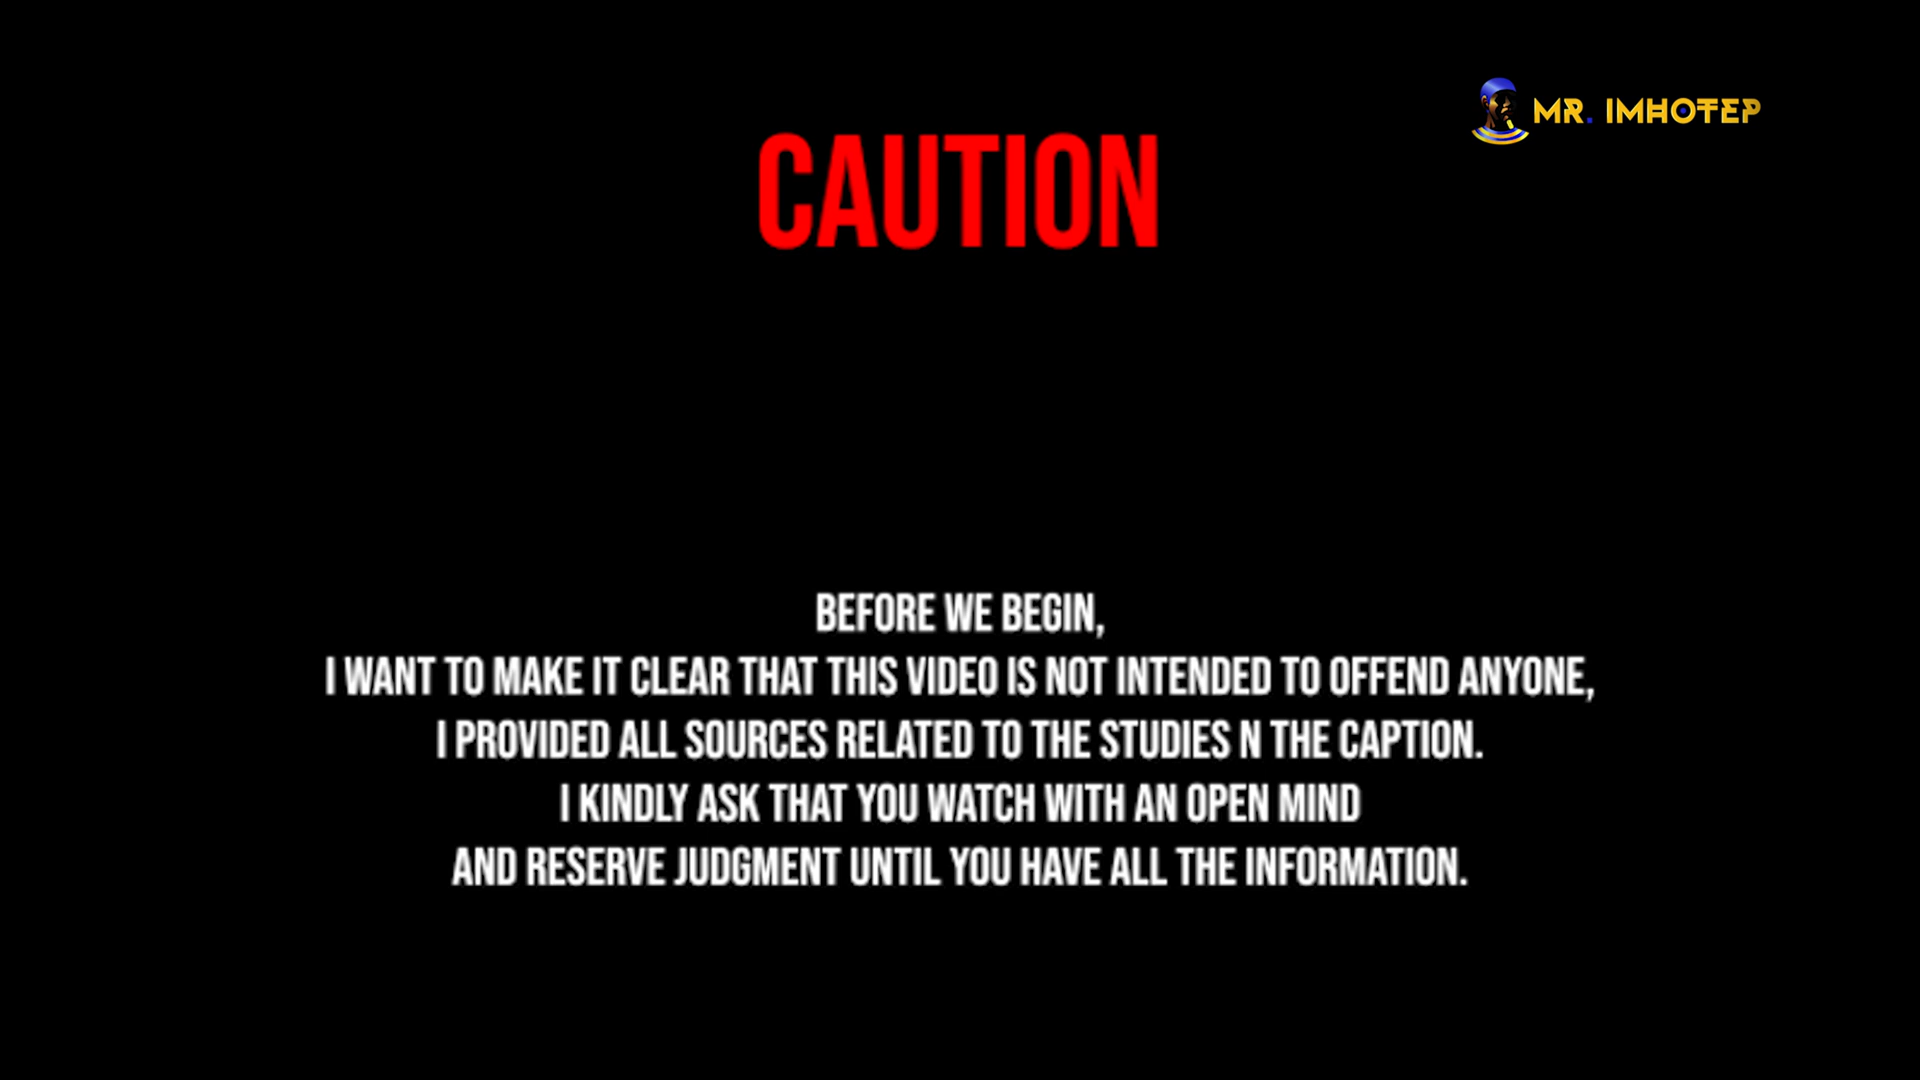 MR. IMHOTEP
CAUTION
BEFORE WE BEGIN,
I WANT TO MAKE IT CLEAR THAT THIS VIDEO IS NOT INTENDED TO OFFEND ANYONE,
I PROVIDED ALL SOURCES RELATED TO THE STUDIES N THE CAPTION.
I KINDLY ASK THAT YOU WATCH WITH AN OPEN MIND
AND RESERVE JUDGMENT UNTIL YOU HAVE ALL THE INFORMATION.